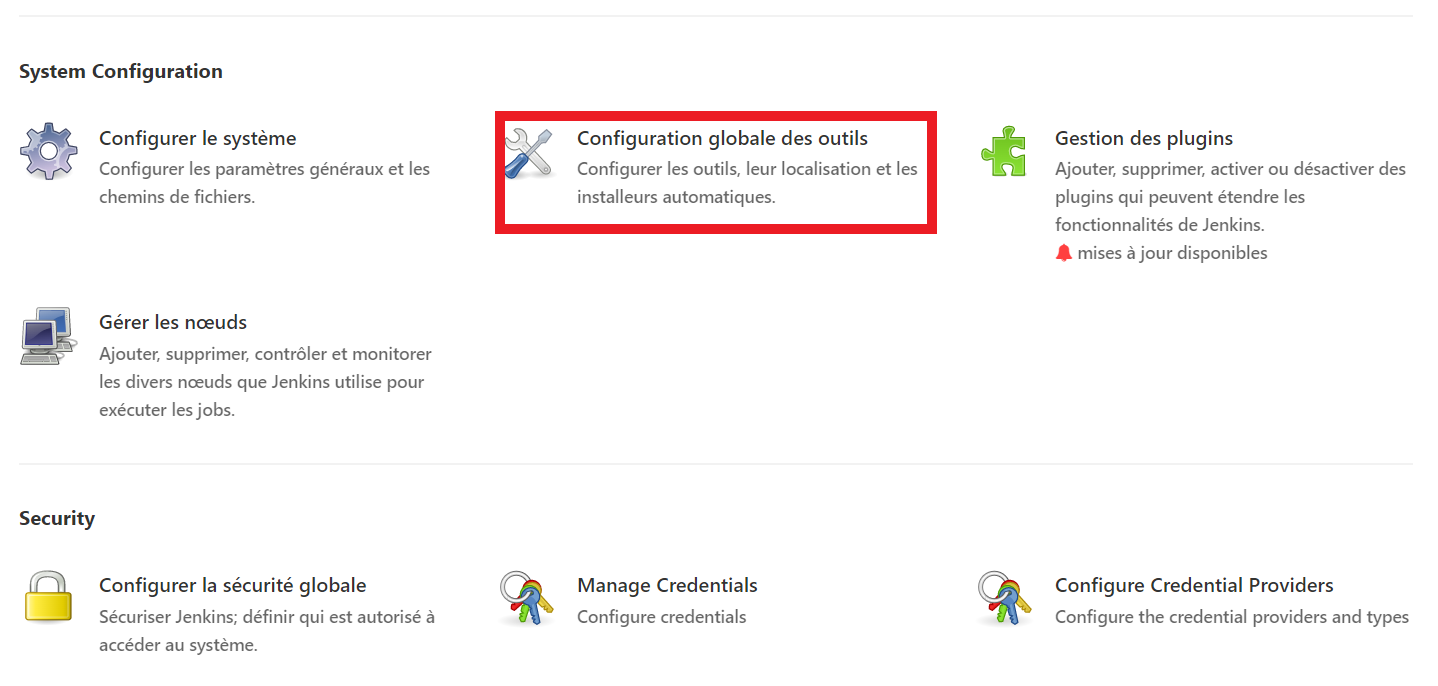 System Configuration
Configurer le système
Configurer les paramètres généraux et les
chemins de fichiers.
Configuration globale des outils
Configurer les outils, leur localisation et les
installeurs automatiques.
Gestion des plugins
Ajouter, supprimer, activer ou désactiver des
plugins qui peuvent étendre les
fonctionnalités de Jenkins.
mises à jour disponibles
Gérer les nœuds
Ajouter, supprimer, contrôler et monitorer
les divers nœuds que Jenkins utilise pour
exécuter les jobs.
Security
Configurer la sécurité globale
Sécuriser Jenkins; définir qui est autorisé à
accéder au système.
Manage Credentials
Configure credentials
Configure Credential Providers
Configure the credential providers and types